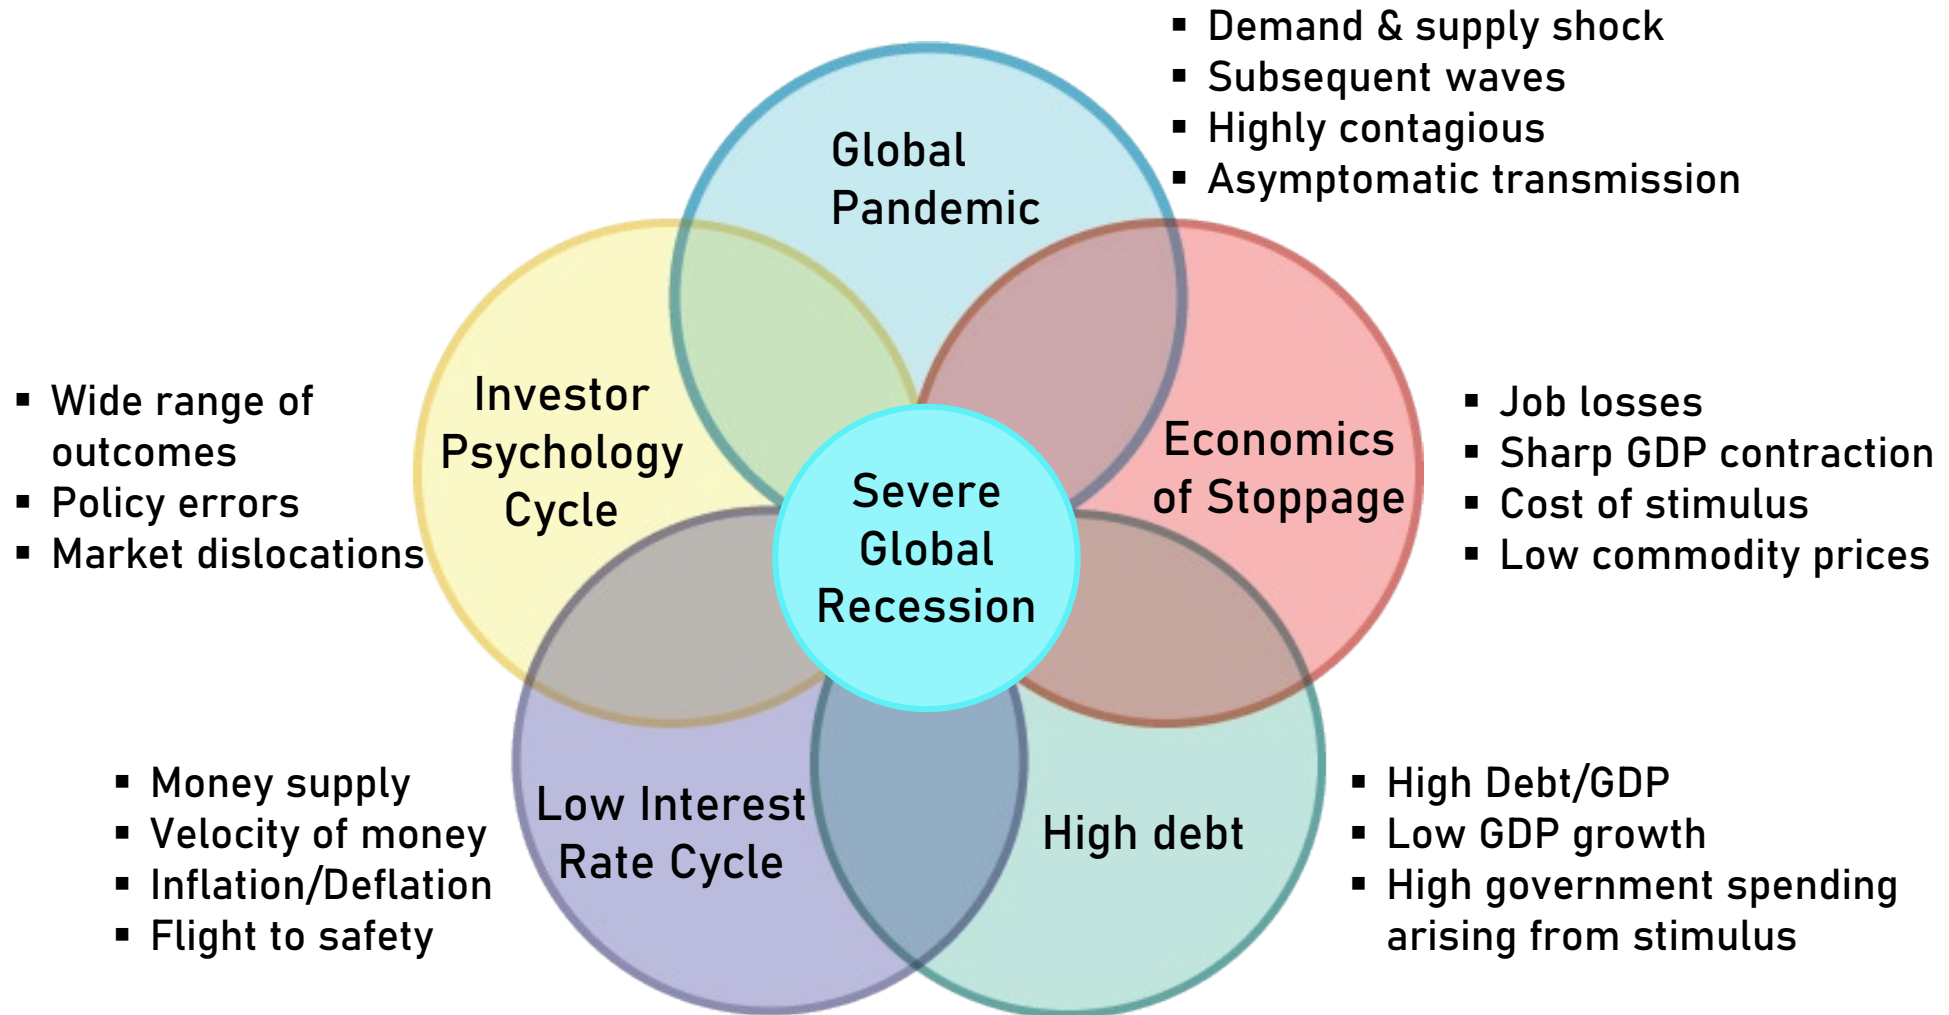 ▪ Demand & supply shock
▪ Subsequent waves
▪ Highly contagious
▪ Asymptomatic transmission
Global
Pandemic
▪ Wide range of
outcomes
▪ Policy errors
▪ Market dislocations
Investor
Psychology
Cycle
Severe
Global
Recession
Economics
of Stoppage
▪ Job losses
▪ Sharp GDP contraction
▪ Cost of stimulus
▪ Low commodity prices
▪ Money supply
▪ Velocity of money
▪ Inflation/Deflation
▪ Flight to safety
Low Interest
Rate Cycle
High debt
▪ High Debt/GDP
▪ Low GDP growth
▪ High government spending
arising from stimulus